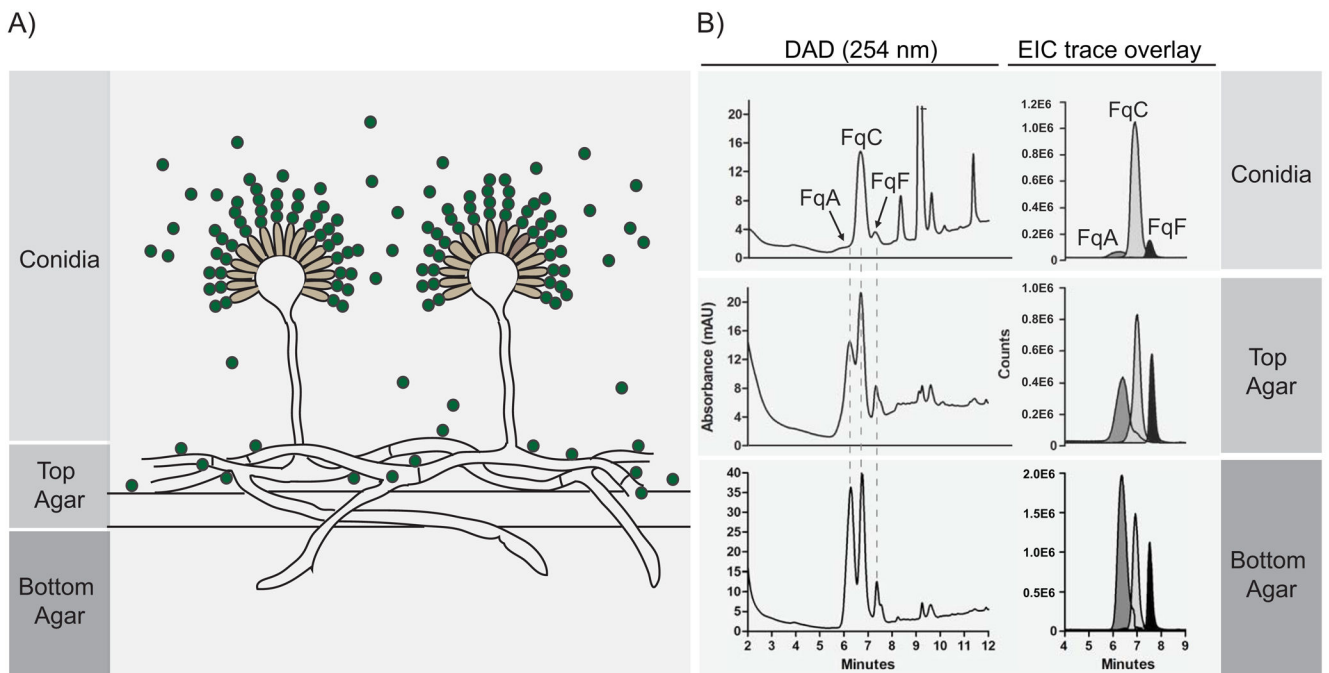 A)
Conidia
Top
Agar
Bottom
Agar
B)
DAD (254 nm)
EIC trace overlay
20
16
12
8
4
0
FqA
FqC
FqF
1.2E6
1.0E6
0.8E6
0.6E6
0.4E6
0.2E6
0
FqC
FqA
FqF
Conidia
Absorbance (mAU)
20
16
12
8
4
0
Counts
1.0E6
0.8E6
0.6E6
0.4E6
0.2E6
0
Top
Agar
40
35
30
25
20
15
10
5
0
2 3 4 5 6 7 8 9 10 11 12
Minutes
2.0E6
1.5E6
1.0E6
0.5E6
0
4 5 6 7 8 9
Minutes
Bottom
Agar